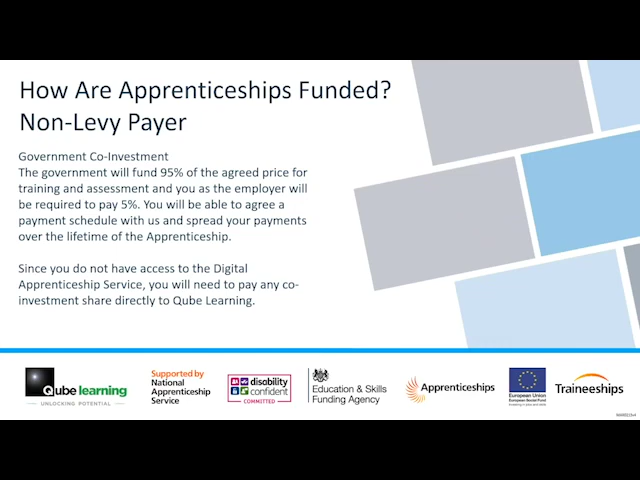 How Are Apprenticeships Funded?
Non-Levy Payer
Government Co-Investment
The government will fund 95% of the agreed price for
training and assessment and you as the employer will
be required to pay 5%. You will be able to agree a
payment schedule with us and spread your payments
over the lifetime of the Apprenticeship.
Since you do not have access to the Digital
Apprenticeship Service, you will need to pay any co-
investment share directly to Qube Learning.
Qube learning
UNLOCKING POTENTIAL
Supported by
National
Apprenticeship
Service
disability
confident
COMMITTED
Education & Skills
Funding Agency
Apprenticeships
European Union
European Social Fund
Traineeships